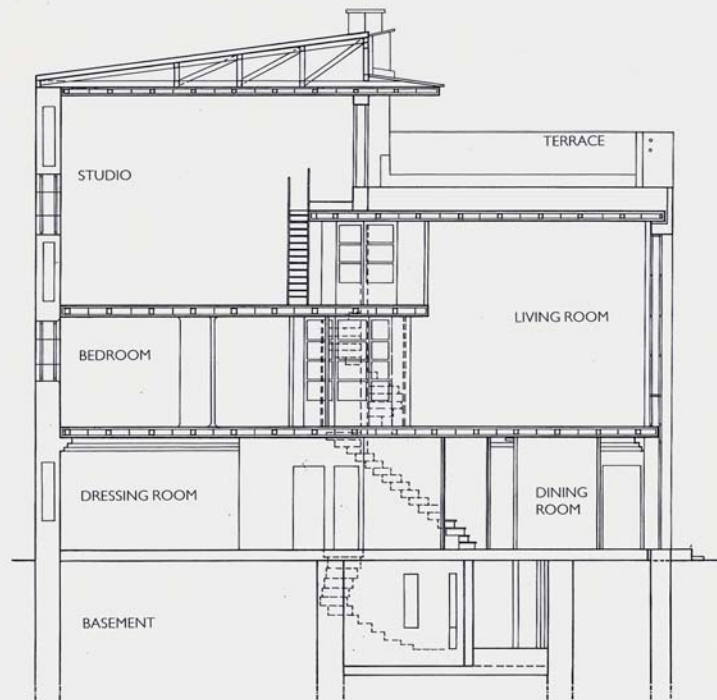 TERRACE
STUDIO
LIVING ROOM
BEDROOM
DRESSING ROOM
DINING
ROOM
BASEMENT